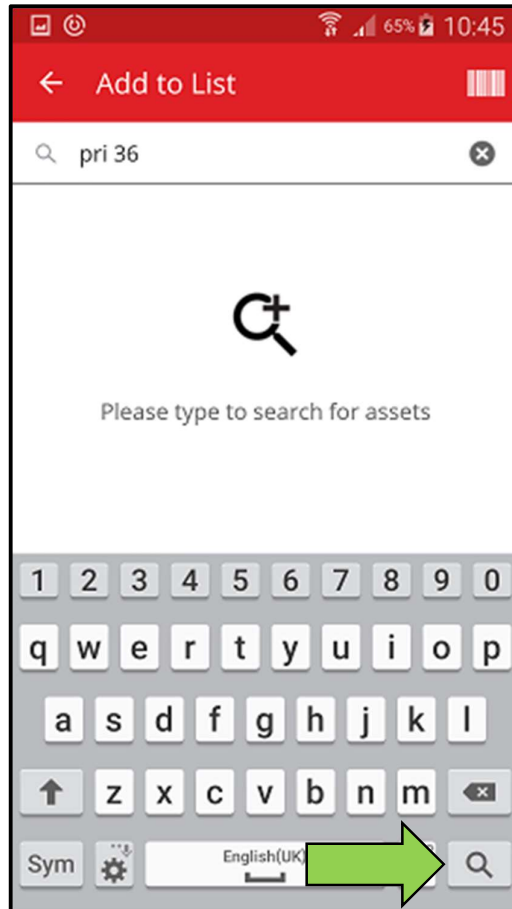 65% 10:45
Add to List
pri 36
Please type to search for assets
1 2 3 4 5 6 7 8 9 0
q w e r t y u i o p
a s d f g h j k l
z x c v b n m
Sym English(UK)